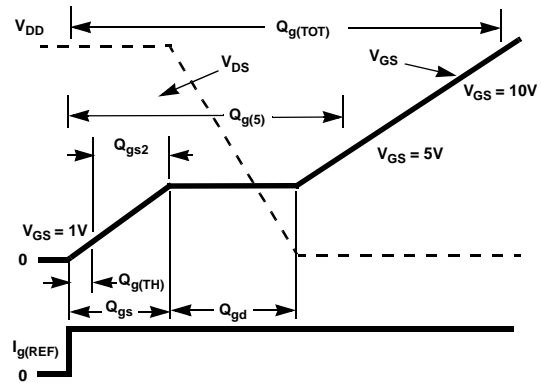 V_DD
Q_g(TOT)
V_DS
V_GS
V_GS = 10V
Q_g(5)
Q_gs2
V_GS = 5V
V_GS = 1V
0
Q_g(TH)
Q_gs
Q_gd
I_g(REF)
0